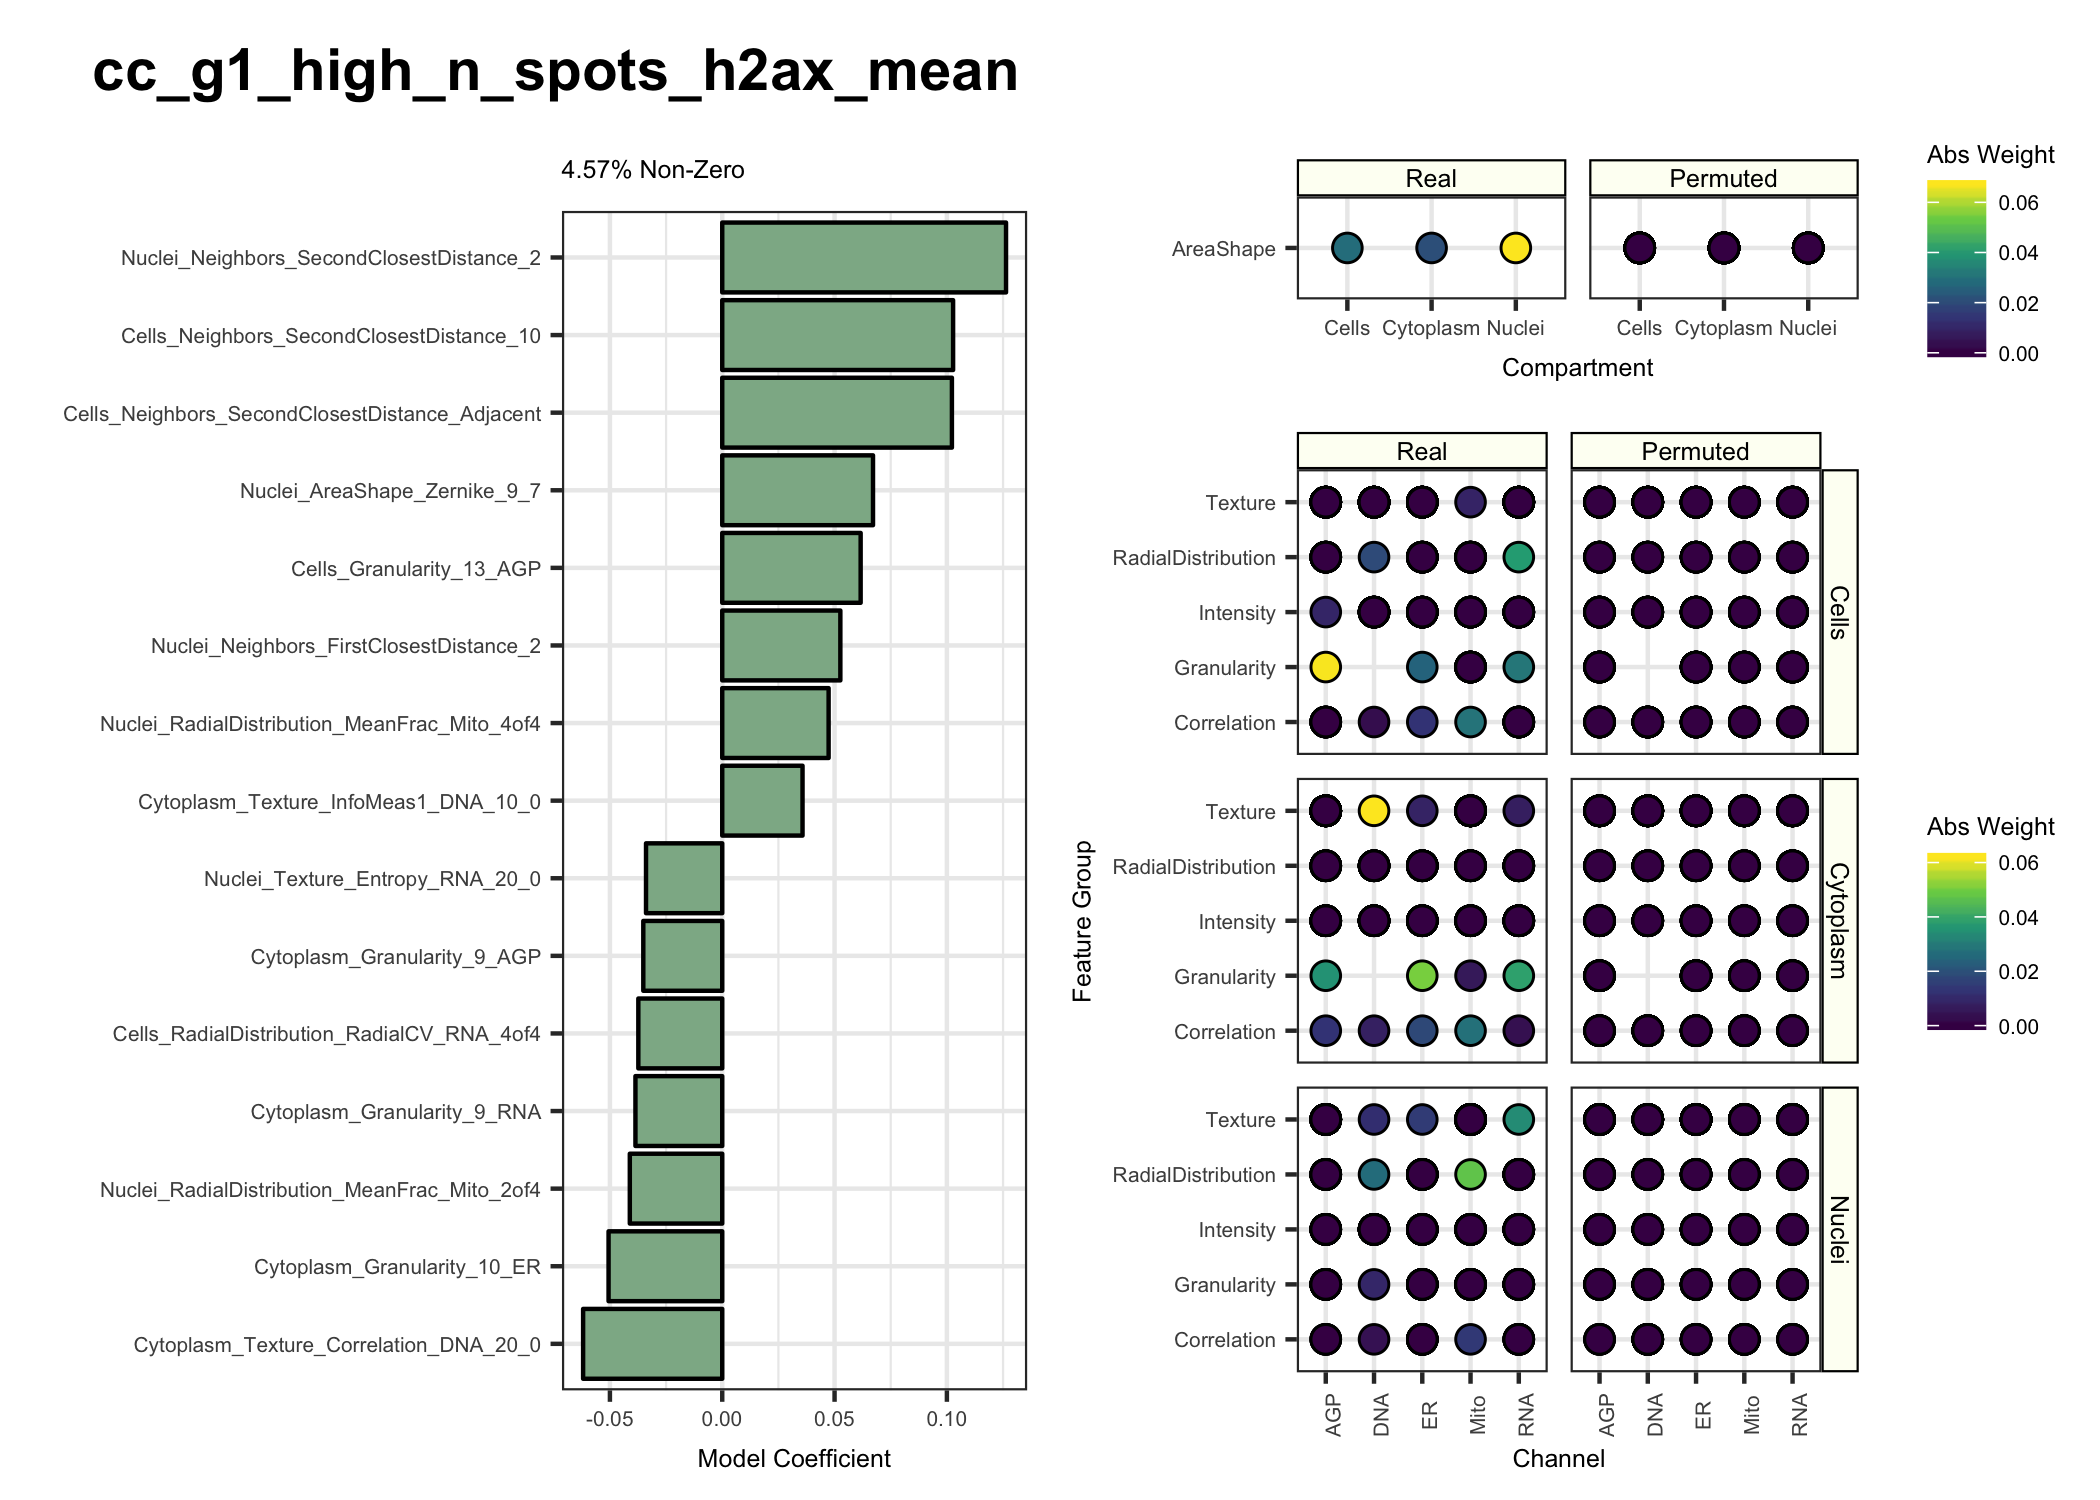 cc_g1_high_n_spots_h2ax_mean
4.57% Non-Zero
Nuclei_Neighbors_SecondClosestDistance_2
Cells_Neighbors_SecondClosestDistance_10
Cells_Neighbors_SecondClosestDistance_Adjacent
Nuclei_AreaShape_Zernike_9_7
Cells_Granularity_13_AGP
Nuclei_Neighbors_FirstClosestDistance_2
Nuclei_RadialDistribution_MeanFrac_Mito_4of4
Cytoplasm_Texture_InfoMeas1_DNA_10_0
Nuclei_Texture_Entropy_RNA_20_0
Cytoplasm_Granularity_9_AGP
Cells_RadialDistribution_RadialCV_RNA_4of4
Cytoplasm_Granularity_9_RNA
Nuclei_RadialDistribution_MeanFrac_Mito_2of4
Cytoplasm_Granularity_10_ER
Cytoplasm_Texture_Correlation_DNA_20_0
-0.05 0.00 0.05 0.10
Model Coefficient
Real Permuted
AreaShape
Cells Cytoplasm Nuclei Cells Cytoplasm Nuclei
Compartment
Abs Weight
0.06
0.04
0.02
0.00
Feature Group
Real Permuted
Texture
RadialDistribution
Intensity
Granularity
Correlation
Cells
Texture
RadialDistribution
Intensity
Granularity
Correlation
Cytoplasm
Texture
RadialDistribution
Intensity
Granularity
Correlation
Nuclei
AGP DNA ER Mito RNA AGP DNA ER Mito RNA
Channel
Abs Weight
0.06
0.04
0.02
0.00